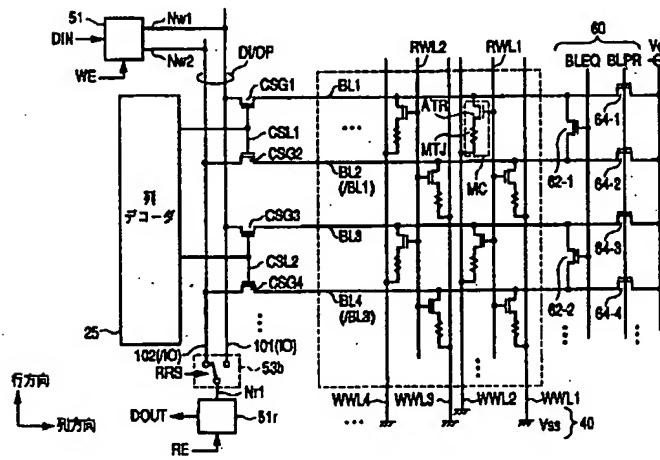 51
Nw1
DIN
Nw2
WE
DI/OP
RWL2
RWL1
60
BLEQ
BLPR
CSG1
BL1
ATR
64-1
CSL1
CSG2
MTJ
62-1
BL2
(/BL1)
MC
64-2
列
デコーダ
CSG3
BL3
64-3
CSL2
CSG4
62-2
BL4
(/BL3)
64-4
25
102(/IO)
101(IO)
RRS
53b
Nr1
行方向
列方向
DOUT
51r
RE
WWL4
WWL3
WWL2
WWL1
Vss
40